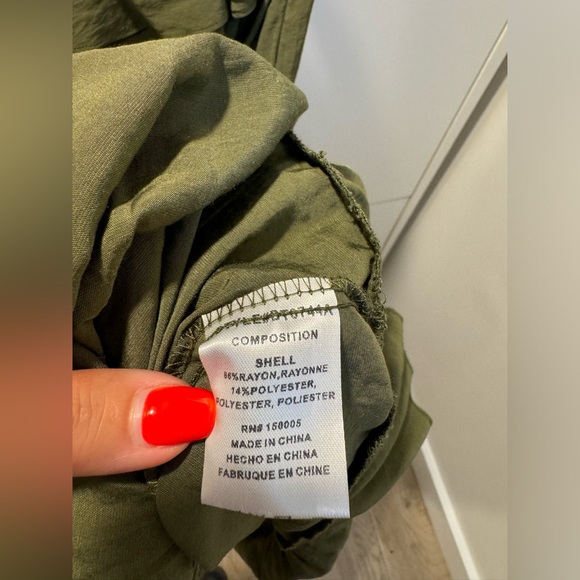 COMPOSITION
SHELL
86%RAYON,RAYONNE
14%POLYESTER,
POLYESTER, POLIESTER
RN# 150005
MADE IN CHINA
HECHO EN CHINA
FABRIQUE EN CHINE